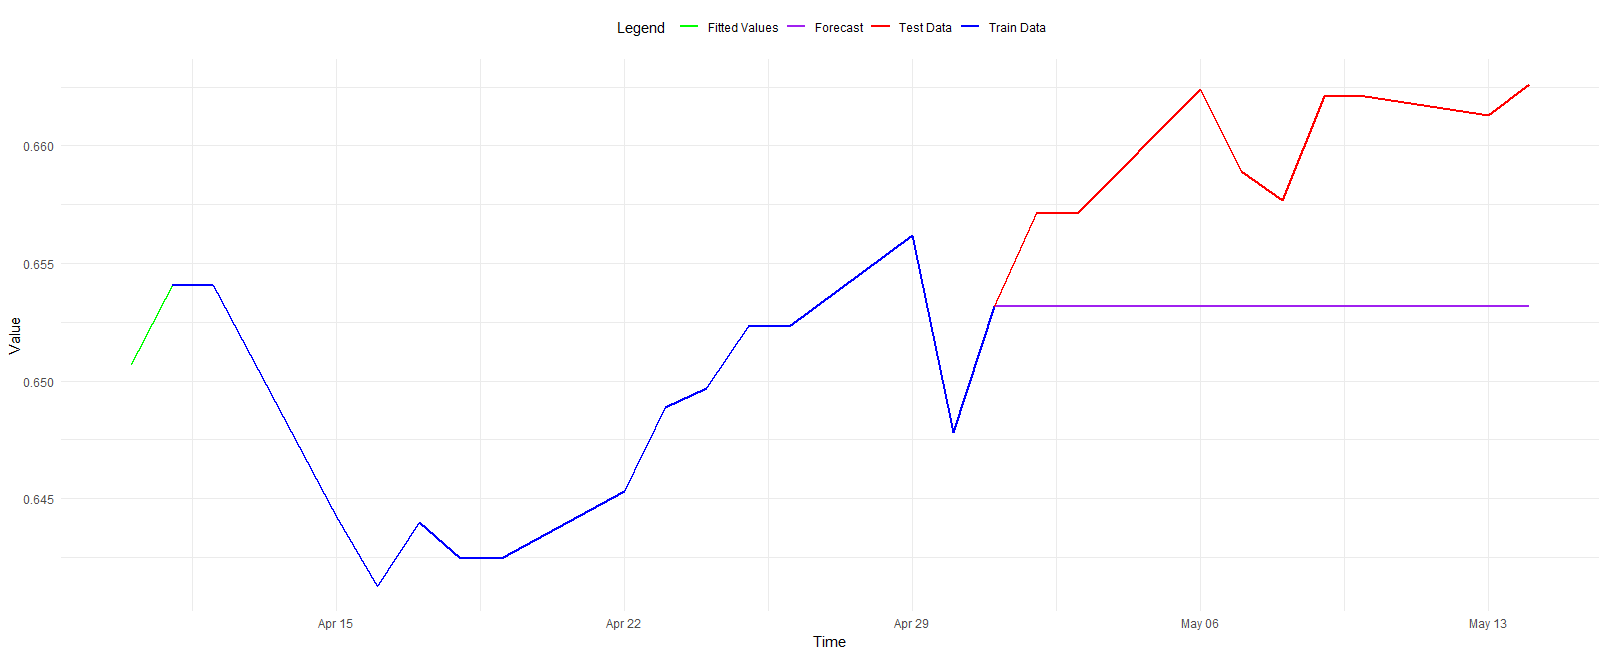 Legend Fitted Values Forecast Test Data Train Data
0.660
0.655
0.650
0.645
Value
Apr 15 Apr 22 Apr 29 May 06 May 13
Time